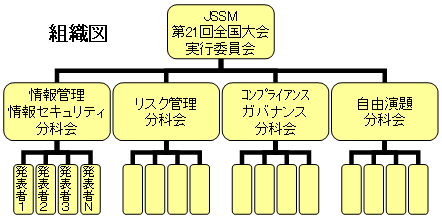 組織図
JSSM
第21回全国大会
実行委員会
情報管理
情報セキュリティ
分科会
リスク管理
分科会
コンプライアンス
ガバナンス
分科会
自由演題
分科会
発表者1
発表者2
発表者3
発表者N